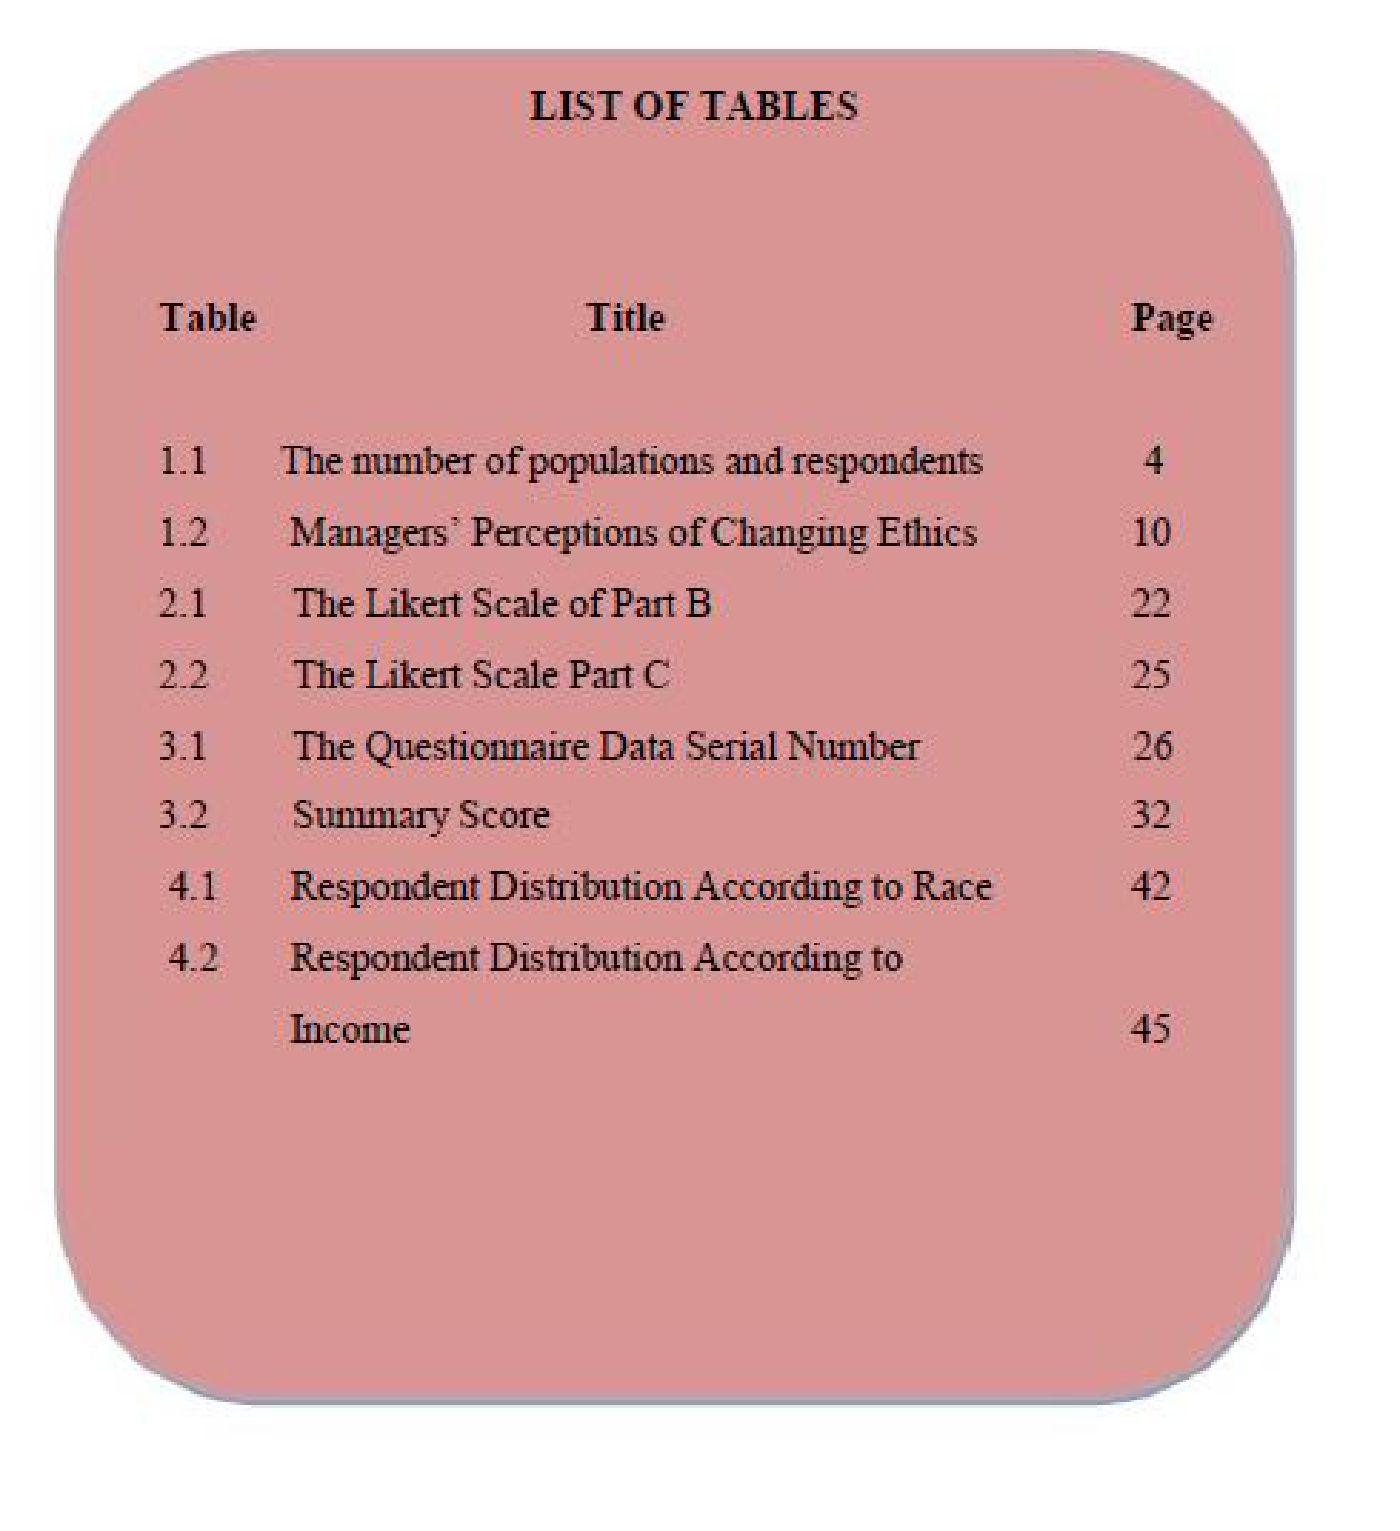 LIST OF TABLES
Table Title Page
1.1 The number of populations and respondents 4
1.2 Managers’ Perceptions of Changing Ethics 10
2.1 The Likert Scale of Part B 22
2.2 The Likert Scale Part C 25
3.1 The Questionnaire Data Serial Number 26
3.2 Summary Score 32
4.1 Respondent Distribution According to Race 42
4.2 Respondent Distribution According to
Income 45